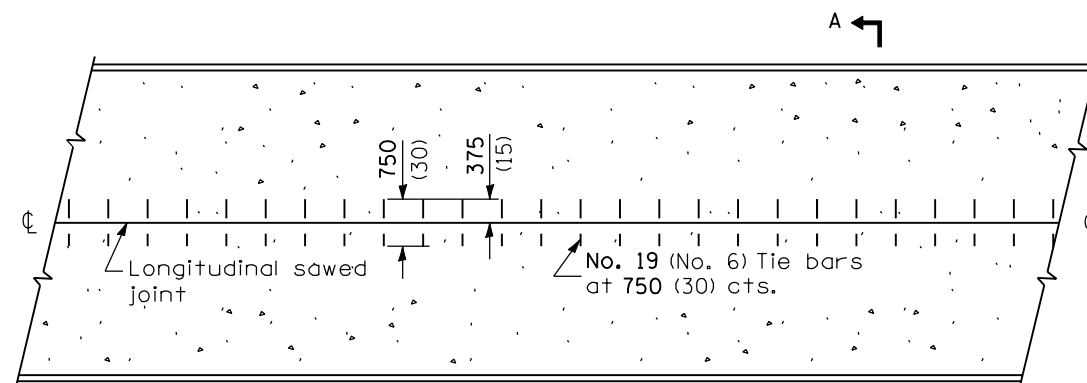 A
750
(30)
375
(15)
℄
Longitudinal sawed
joint
No. 19 (No. 6) Tie bars
at 750 (30) cts.